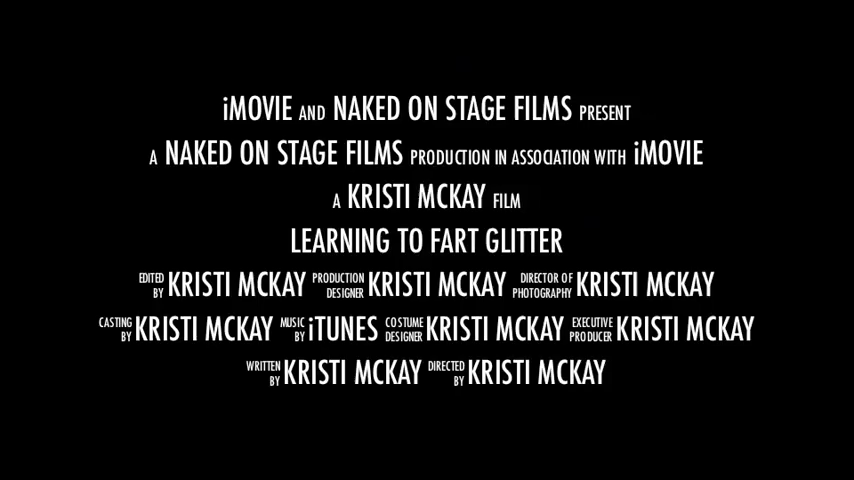 iMOVIE AND NAKED ON STAGE FILMS PRESENT
A NAKED ON STAGE FILMS PRODUCTION IN ASSOCIATION WITH iMOVIE
A KRISTI MCKAY FILM
LEARNING TO FART GLITTER
EDITED BY KRISTI MCKAY PRODUCTION DESIGNER KRISTI MCKAY DIRECTOR OF PHOTOGRAPHY KRISTI MCKAY
CASTING BY KRISTI MCKAY MUSIC BY iTUNES COSTUME DESIGNER KRISTI MCKAY EXECUTIVE PRODUCER KRISTI MCKAY
WRITTEN BY KRISTI MCKAY DIRECTED BY KRISTI MCKAY